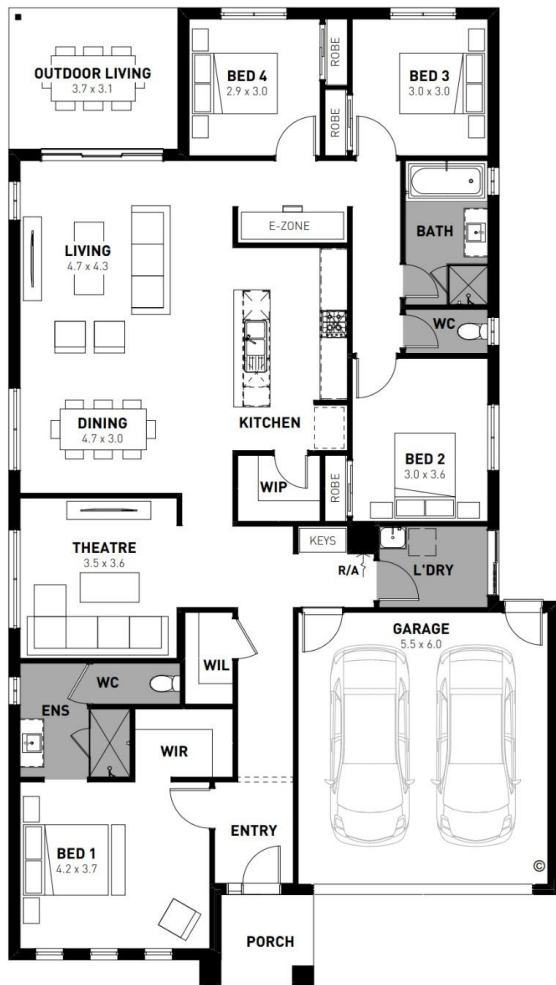 OUTDOOR LIVING
3.7 x 3.1
BED 4
2.9 x 3.0
ROBE
ROBE
BED 3
3.0 x 3.0
LIVING
4.7 x 4.3
E-ZONE
BATH
WC
DINING
4.7 x 3.0
KITCHEN
WIP
ROBE
BED 2
3.0 x 3.6
THEATRE
3.5 x 3.6
KEYS
R/A
L'DRY
GARAGE
5.5 x 6.0
WC
WIL
ENS
WIR
BED 1
4.2 x 3.7
ENTRY
©
PORCH